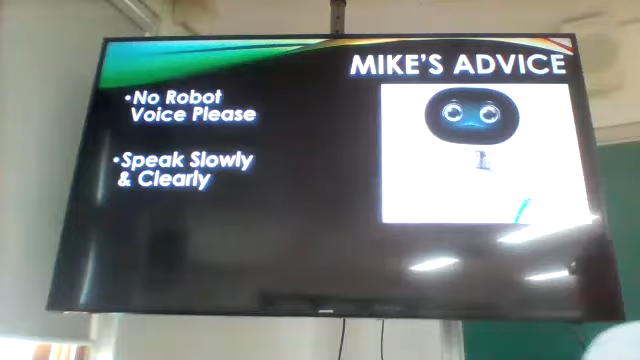 MIKE'S ADVICE
•No Robot
Voice Please
•Speak Slowly
& Clearly